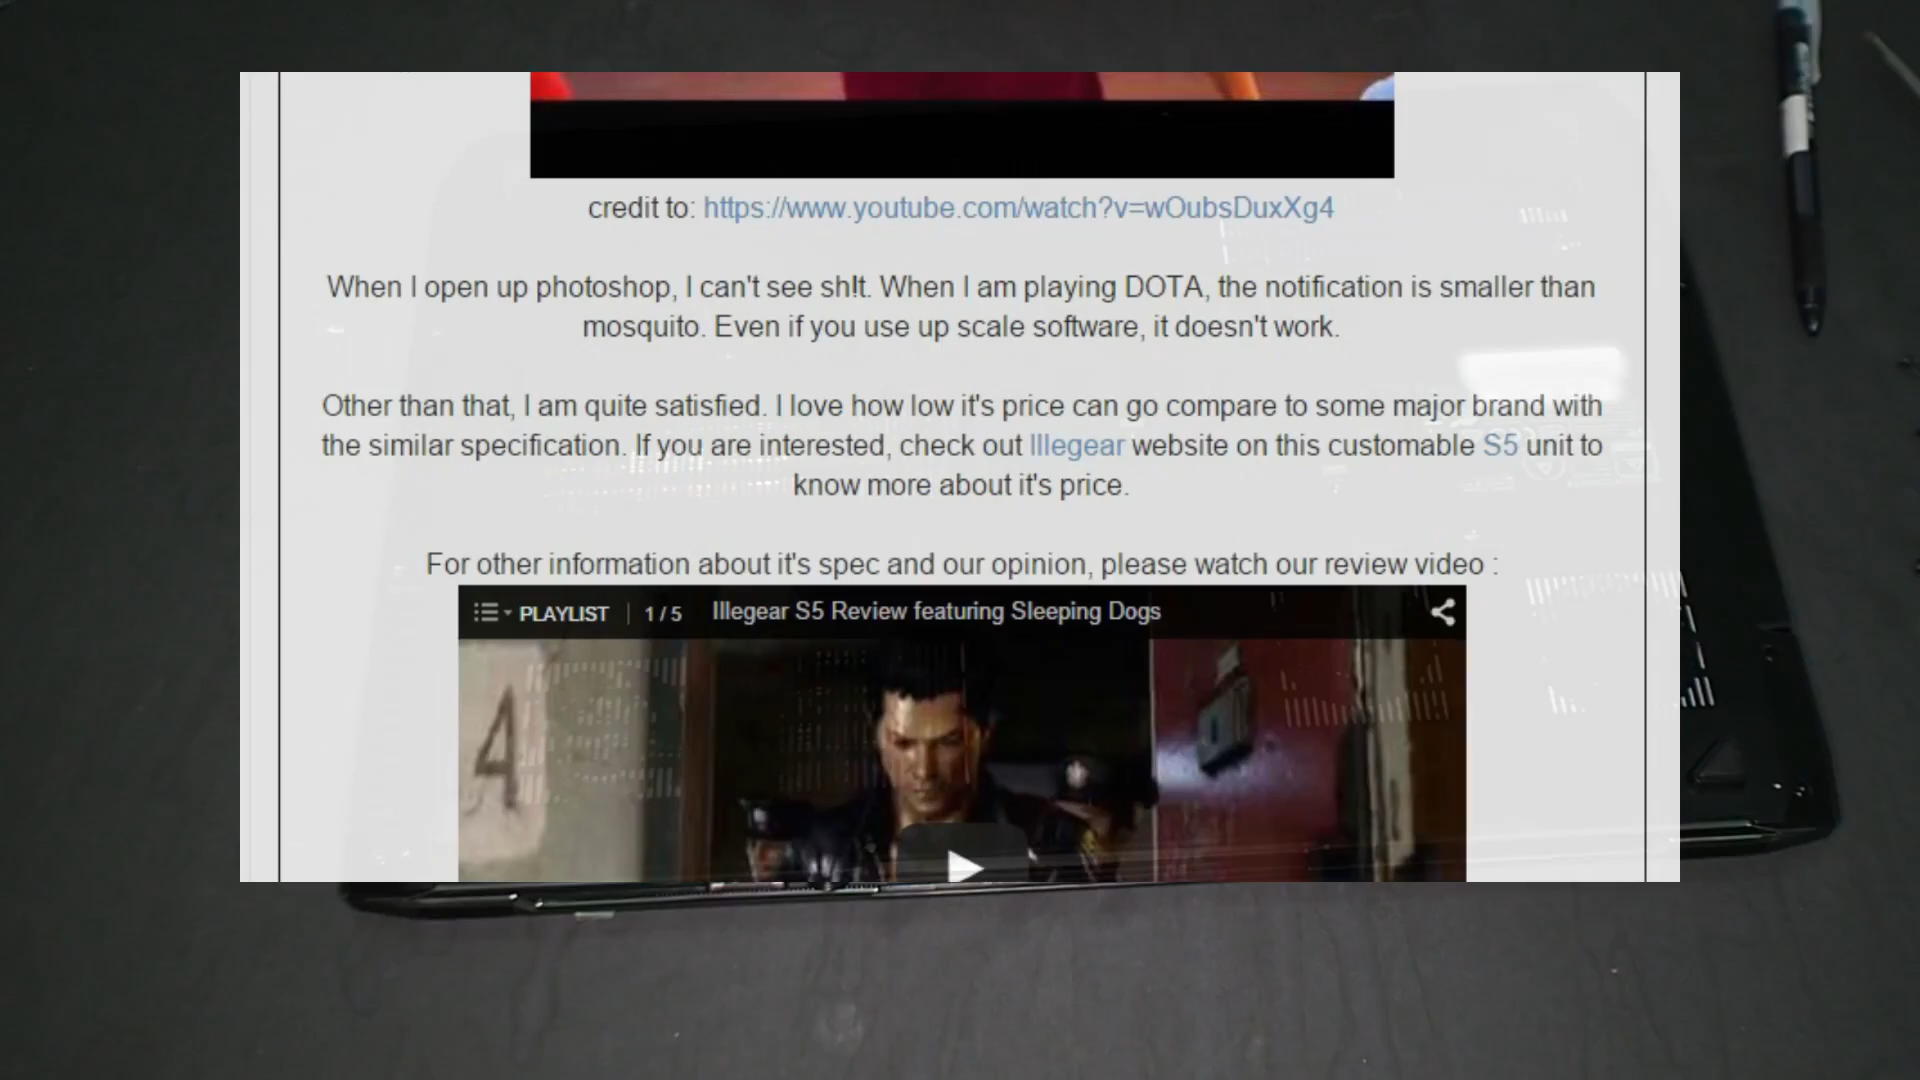 credit to: https://www.youtube.com/watch?v=wOubsDuxXg4
When I open up photoshop, I can't see sh!t. When I am playing DOTA, the notification is smaller than
mosquito. Even if you use up scale software, it doesn't work.
Other than that, I am quite satisfied. I love how low it's price can go compare to some major brand with
the similar specification. If you are interested, check out Illegear website on this customable S5 unit to
know more about it's price.
For other information about it's spec and our opinion, please watch our review video :
PLAYLIST | 1 / 5 Illegear S5 Review featuring Sleeping Dogs
4